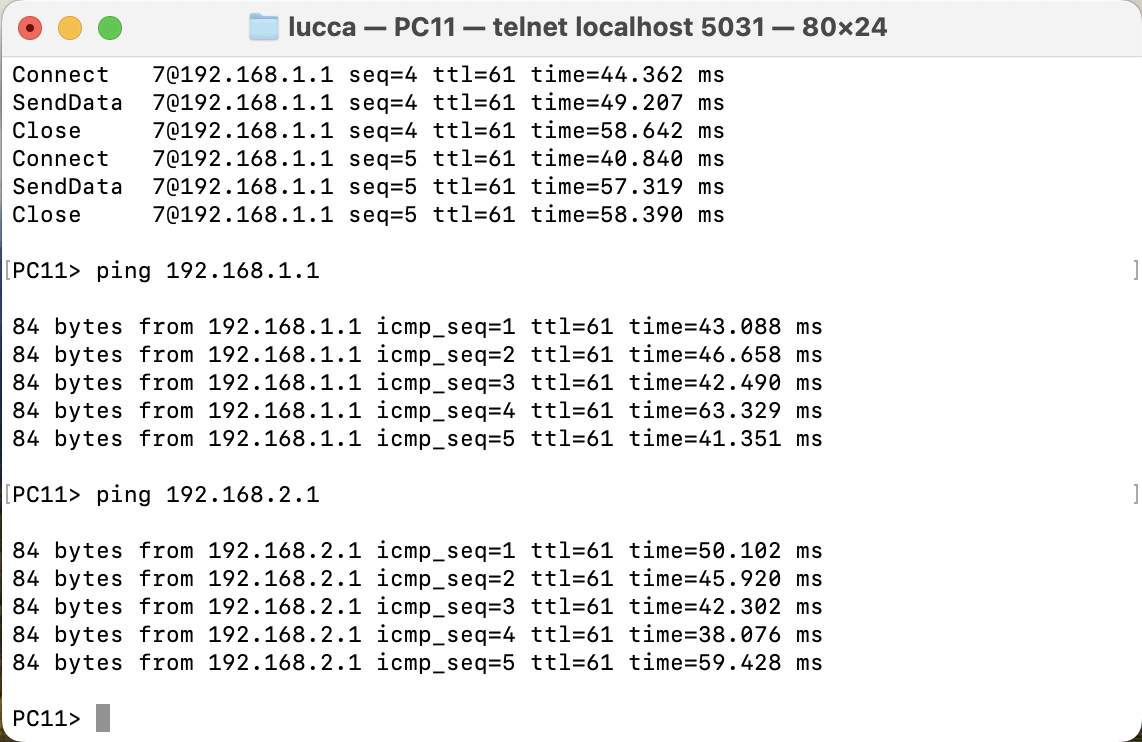 lucca — PC11 — telnet localhost 5031 — 80×24
Connect   7@192.168.1.1 seq=4 ttl=61 time=44.362 ms
SendData  7@192.168.1.1 seq=4 ttl=61 time=49.207 ms
Close     7@192.168.1.1 seq=4 ttl=61 time=58.642 ms
Connect   7@192.168.1.1 seq=5 ttl=61 time=40.840 ms
SendData  7@192.168.1.1 seq=5 ttl=61 time=57.319 ms
Close     7@192.168.1.1 seq=5 ttl=61 time=58.390 ms
[PC11> ping 192.168.1.1 ]
84 bytes from 192.168.1.1 icmp_seq=1 ttl=61 time=43.088 ms
84 bytes from 192.168.1.1 icmp_seq=2 ttl=61 time=46.658 ms
84 bytes from 192.168.1.1 icmp_seq=3 ttl=61 time=42.490 ms
84 bytes from 192.168.1.1 icmp_seq=4 ttl=61 time=63.329 ms
84 bytes from 192.168.1.1 icmp_seq=5 ttl=61 time=41.351 ms
[PC11> ping 192.168.2.1 ]
84 bytes from 192.168.2.1 icmp_seq=1 ttl=61 time=50.102 ms
84 bytes from 192.168.2.1 icmp_seq=2 ttl=61 time=45.920 ms
84 bytes from 192.168.2.1 icmp_seq=3 ttl=61 time=42.302 ms
84 bytes from 192.168.2.1 icmp_seq=4 ttl=61 time=38.076 ms
84 bytes from 192.168.2.1 icmp_seq=5 ttl=61 time=59.428 ms
PC11>